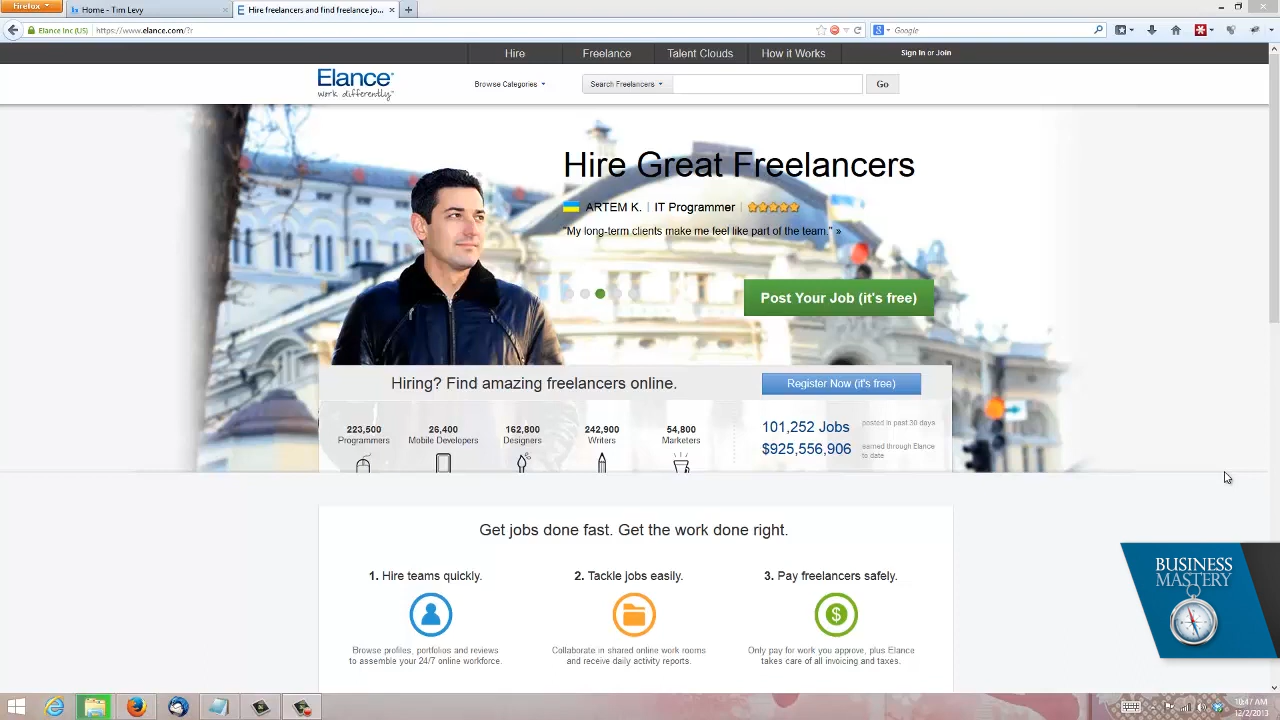 Firefox
Home - Tim Levy
Hire freelancers and find freelance jo...
Elance Inc (US)
https://www.elance.com/?r
Google
Hire
Freelance
Talent Clouds
How it Works
Sign In or Join
Elance
work differently
Browse Categories
Search Freelancers
Go
Hire Great Freelancers
ARTEM K. | IT Programmer |
"My long-term clients make me feel like part of the team." »
Post Your Job (it's free)
Hiring? Find amazing freelancers online.
Register Now (it's free)
223,500
Programmers
26,400
Mobile Developers
162,800
Designers
242,900
Writers
54,800
Marketers
101,252 Jobs
posted in past 30 days
$925,556,906
earned through Elance
to date
Get jobs done fast. Get the work done right.
1. Hire teams quickly.
2. Tackle jobs easily.
3. Pay freelancers safely.
Browse profiles, portfolios and reviews
to assemble your 24/7 online workforce.
Collaborate in shared online work rooms
and receive daily activity reports.
Only pay for work you approve, plus Elance
takes care of all invoicing and taxes.
BUSINESS
MASTERY
10:47 AM
12/2/2013